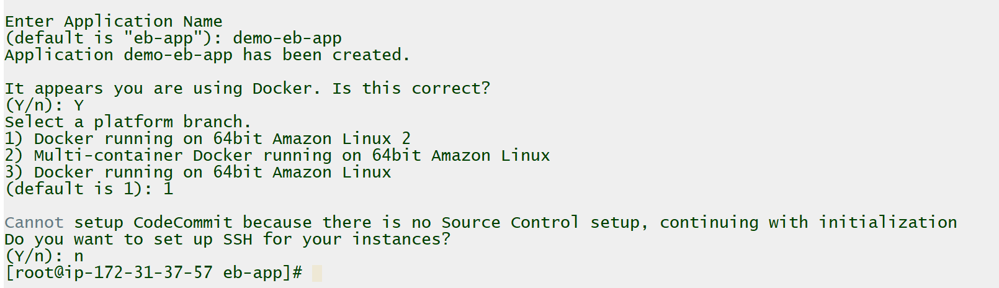 Enter Application Name
(default is "eb-app"): demo-eb-app
Application demo-eb-app has been created.
It appears you are using Docker. Is this correct?
(Y/n): Y
Select a platform branch.
1) Docker running on 64bit Amazon Linux 2
2) Multi-container Docker running on 64bit Amazon Linux
3) Docker running on 64bit Amazon Linux
(default is 1): 1
Cannot setup CodeCommit because there is no Source Control setup, continuing with initialization
Do you want to set up SSH for your instances?
(Y/n): n
[root@ip-172-31-37-57 eb-app]#